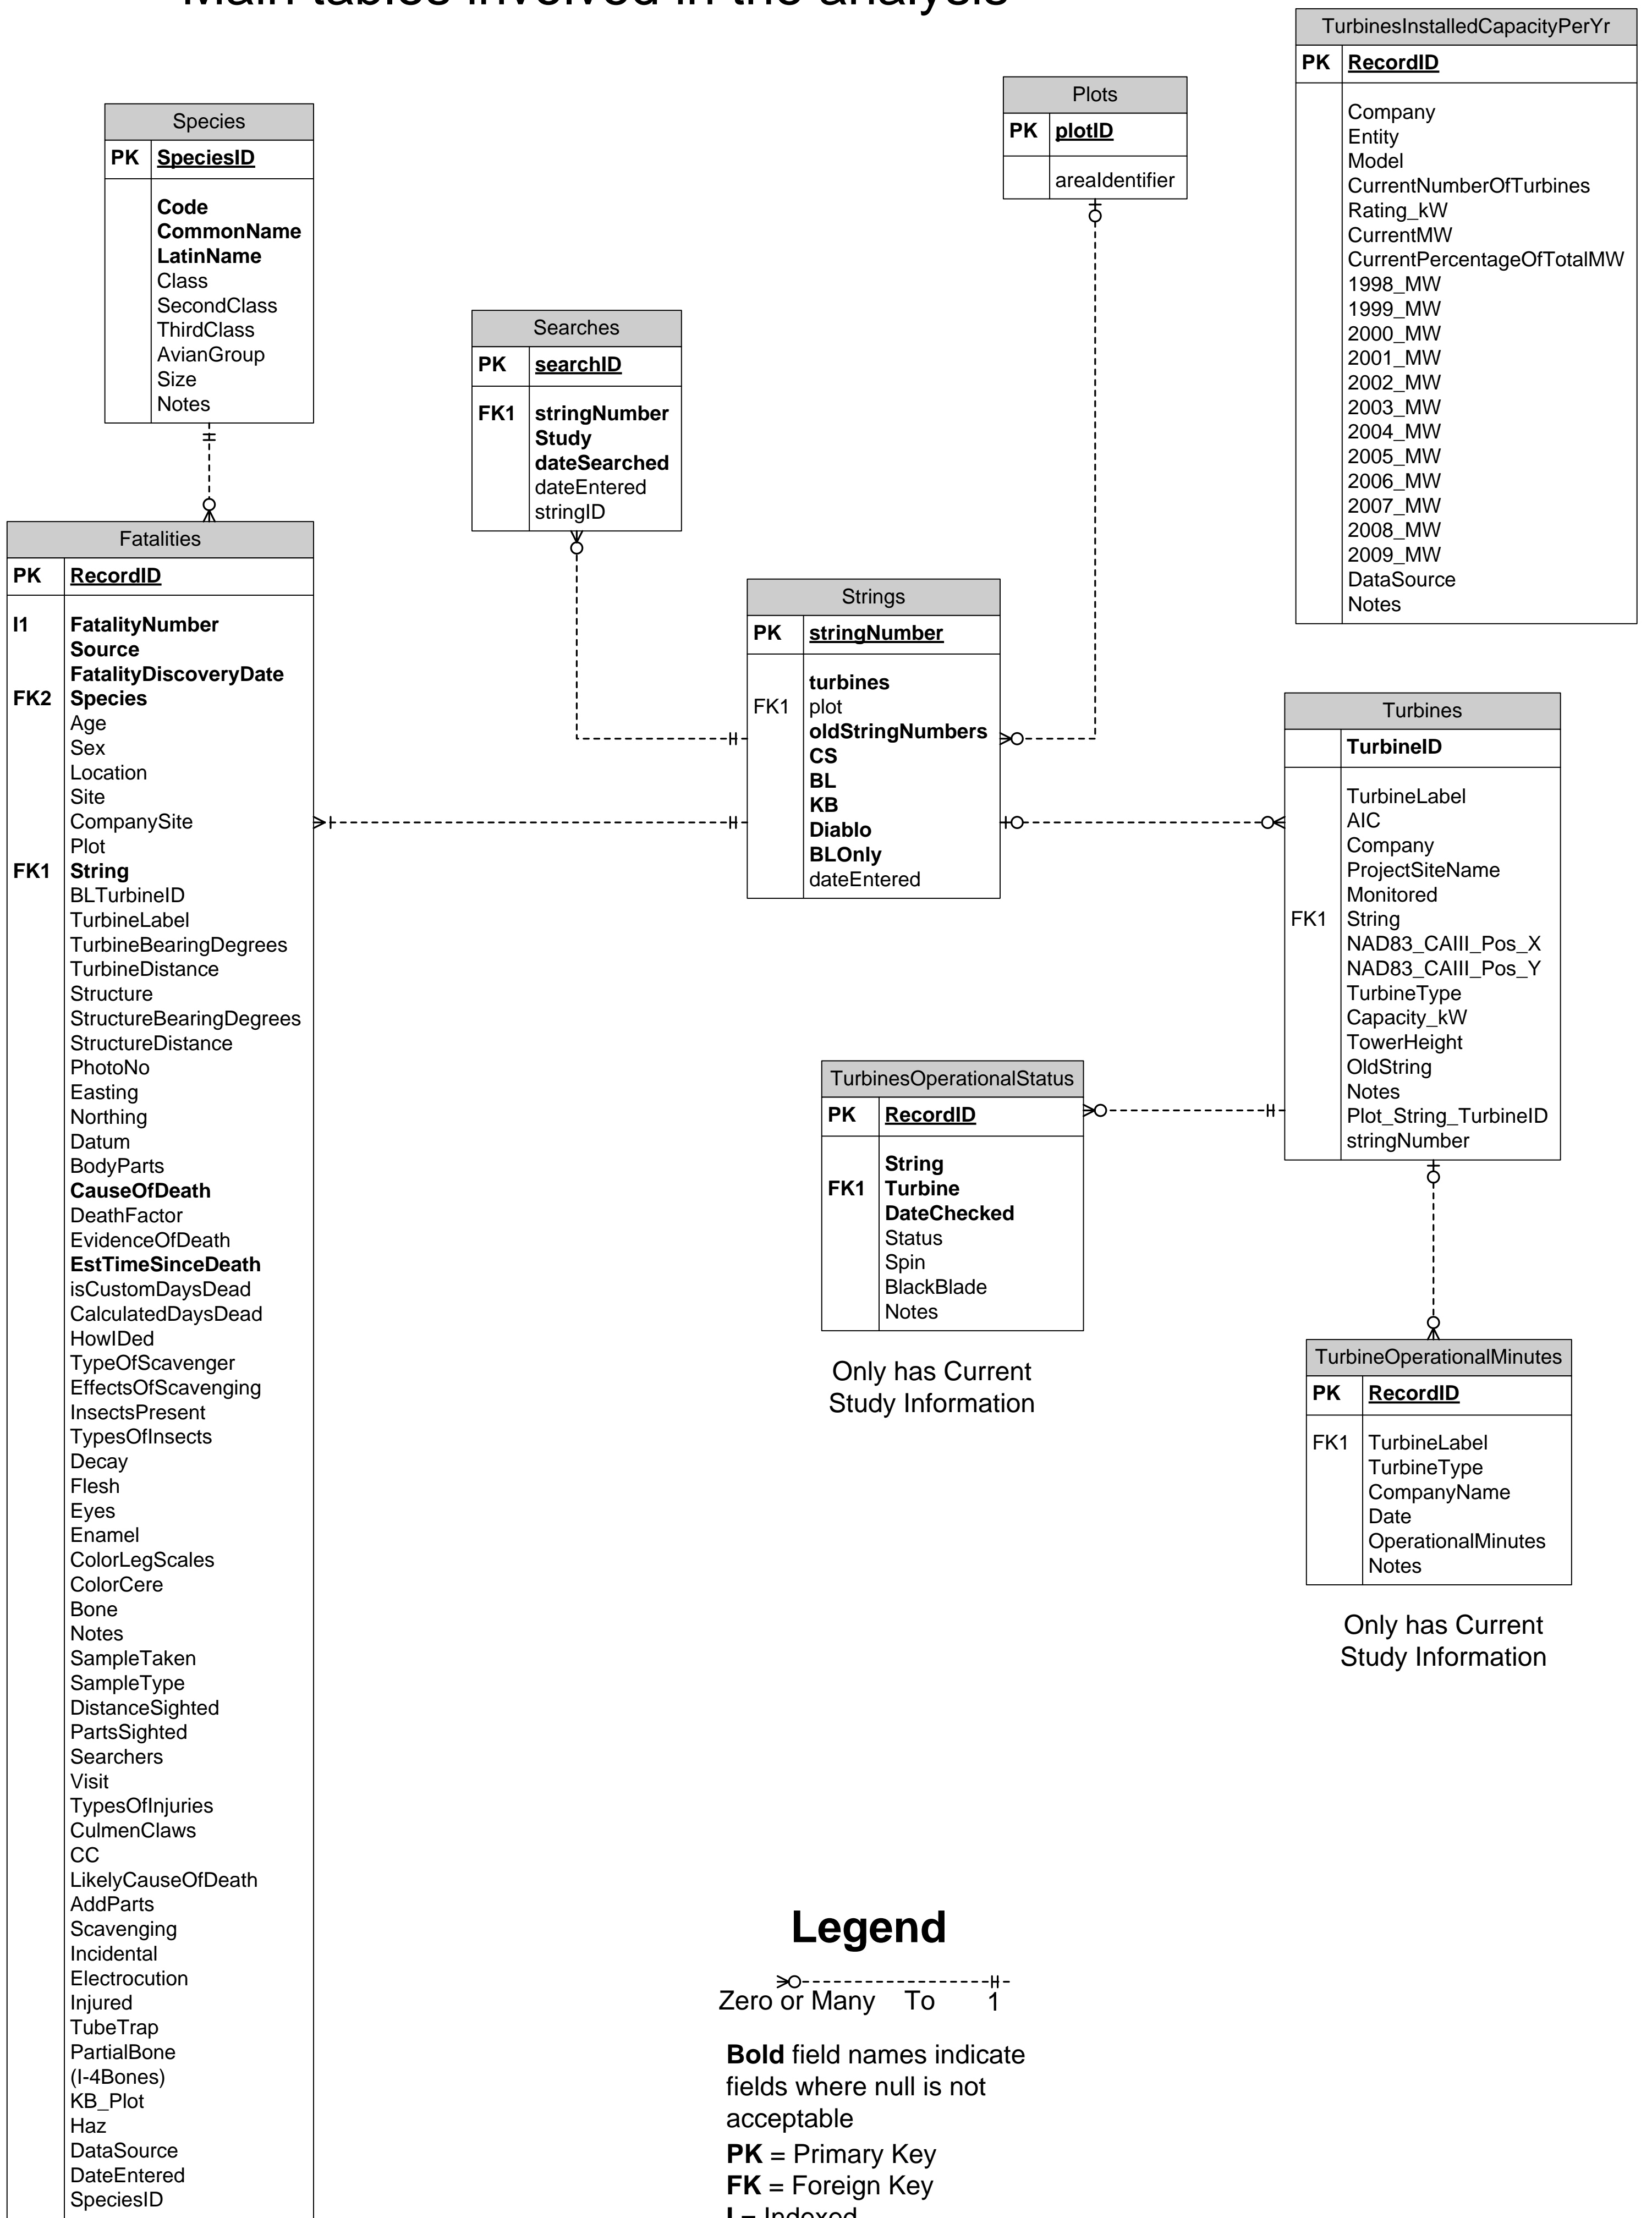 Main tables involved in the analysis
TurbinesInstalledCapacityPerYr
PK RecordID
Company
Entity
Model
CurrentNumberOfTurbines
Rating_kW
CurrentMW
CurrentPercentageOfTotalMW
1998_MW
1999_MW
2000_MW
2001_MW
2002_MW
2003_MW
2004_MW
2005_MW
2006_MW
2007_MW
2008_MW
2009_MW
DataSource
Notes
Plots
PK plotID
areaIdentifier
Species
PK SpeciesID
Code
CommonName
LatinName
Class
SecondClass
ThirdClass
AvianGroup
Size
Notes
Searches
PK searchID
FK1 stringNumber
Study
dateSearched
dateEntered
stringID
Fatalities
PK RecordID
I1 FatalityNumber
Source
FatalityDiscoveryDate
FK2 Species
Age
Sex
Location
Site
CompanySite
Plot
FK1 String
BLTurbineID
TurbineLabel
TurbineBearingDegrees
TurbineDistance
Structure
StructureBearingDegrees
StructureDistance
PhotoNo
Easting
Northing
Datum
BodyParts
CauseOfDeath
DeathFactor
EvidenceOfDeath
EstTimeSinceDeath
isCustomDaysDead
CalculatedDaysDead
HowIDed
TypeOfScavenger
EffectsOfScavenging
InsectsPresent
TypesOfInsects
Decay
Flesh
Eyes
Enamel
ColorLegScales
ColorCere
Bone
Notes
SampleTaken
SampleType
DistanceSighted
PartsSighted
Searchers
Visit
TypesOfInjuries
CulmenClaws
CC
LikelyCauseOfDeath
AddParts
Scavenging
Incidental
Electrocution
Injured
TubeTrap
PartialBone
(I-4Bones)
KB_Plot
Haz
DataSource
DateEntered
SpeciesID
Strings
PK stringNumber
turbines
FK1 plot
oldStringNumbers
CS
BL
KB
Diablo
BLOnly
dateEntered
Turbines
TurbineID
TurbineLabel
AIC
Company
ProjectSiteName
Monitored
FK1 String
NAD83_CAIII_Pos_X
NAD83_CAIII_Pos_Y
TurbineType
Capacity_kW
TowerHeight
OldString
Notes
Plot_String_TurbineID
stringNumber
TurbinesOperationalStatus
PK RecordID
String
FK1 Turbine
DateChecked
Status
Spin
BlackBlade
Notes
Only has Current
Study Information
TurbineOperationalMinutes
PK RecordID
FK1 TurbineLabel
TurbineType
CompanyName
Date
OperationalMinutes
Notes
Only has Current
Study Information
Legend
Zero or Many To 1
Bold field names indicate
fields where null is not
acceptable
PK = Primary Key
FK = Foreign Key
I = Indexed